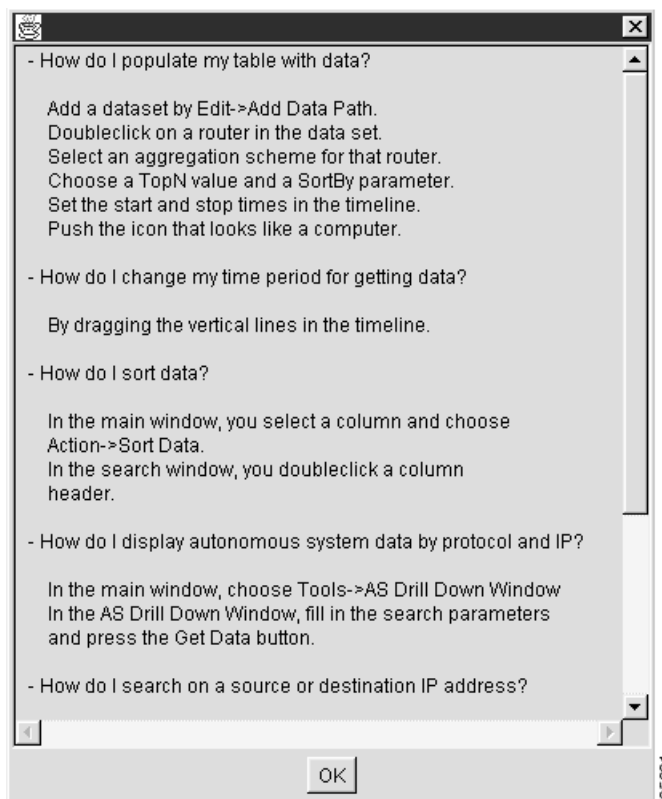 - How do I populate my table with data?
Add a dataset by Edit->Add Data Path.
Doubleclick on a router in the data set.
Select an aggregation scheme for that router.
Choose a TopN value and a SortBy parameter.
Set the start and stop times in the timeline.
Push the icon that looks like a computer.
- How do I change my time period for getting data?
By dragging the vertical lines in the timeline.
- How do I sort data?
In the main window, you select a column and choose
Action->Sort Data.
In the search window, you doubleclick a column
header.
- How do I display autonomous system data by protocol and IP?
In the main window, choose Tools->AS Drill Down Window
In the AS Drill Down Window, fill in the search parameters
and press the Get Data button.
- How do I search on a source or destination IP address?
OK